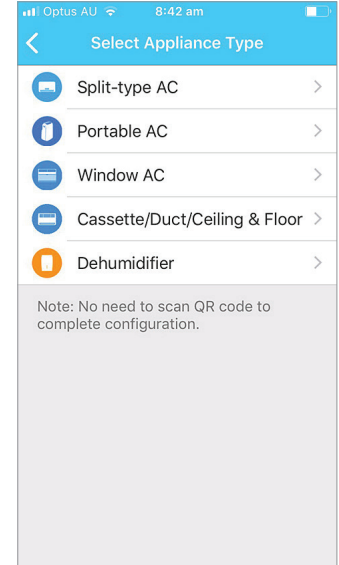 Optus AU 8:42 am
Select Appliance Type
Split-type AC
Portable AC
Window AC
Cassette/Duct/Ceiling & Floor
Dehumidifier
Note: No need to scan QR code to
complete configuration.